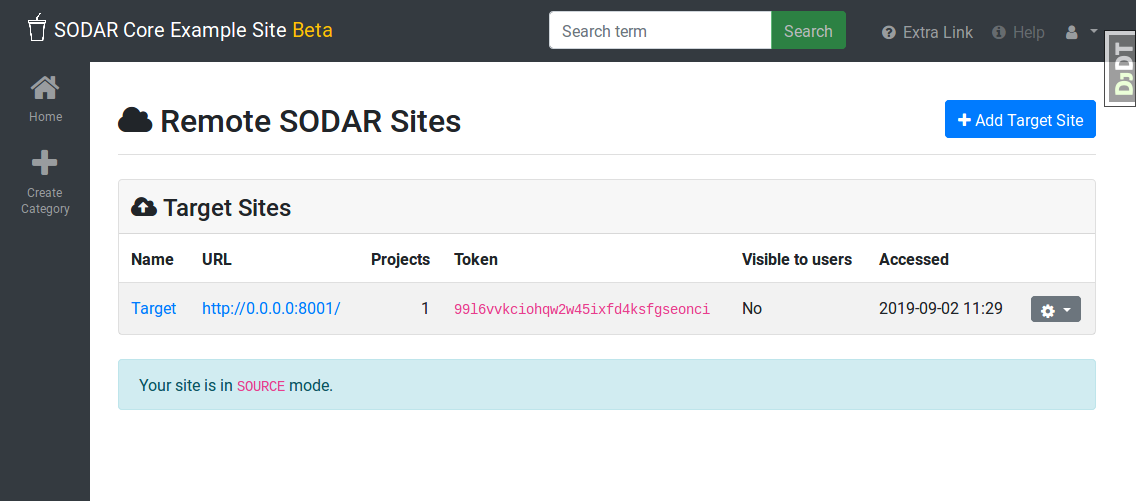 SODAR Core Example Site Beta
Search term
Search
Extra Link
Help
DJDT
Home
Create
Category
Remote SODAR Sites
Add Target Site
Target Sites
Name URL Projects Token Visible to users Accessed
Target http://0.0.0.0:8001/ 1 99l6vvkciohqw2w45ixfd4ksfgseonci No 2019-09-02 11:29
Your site is in SOURCE mode.